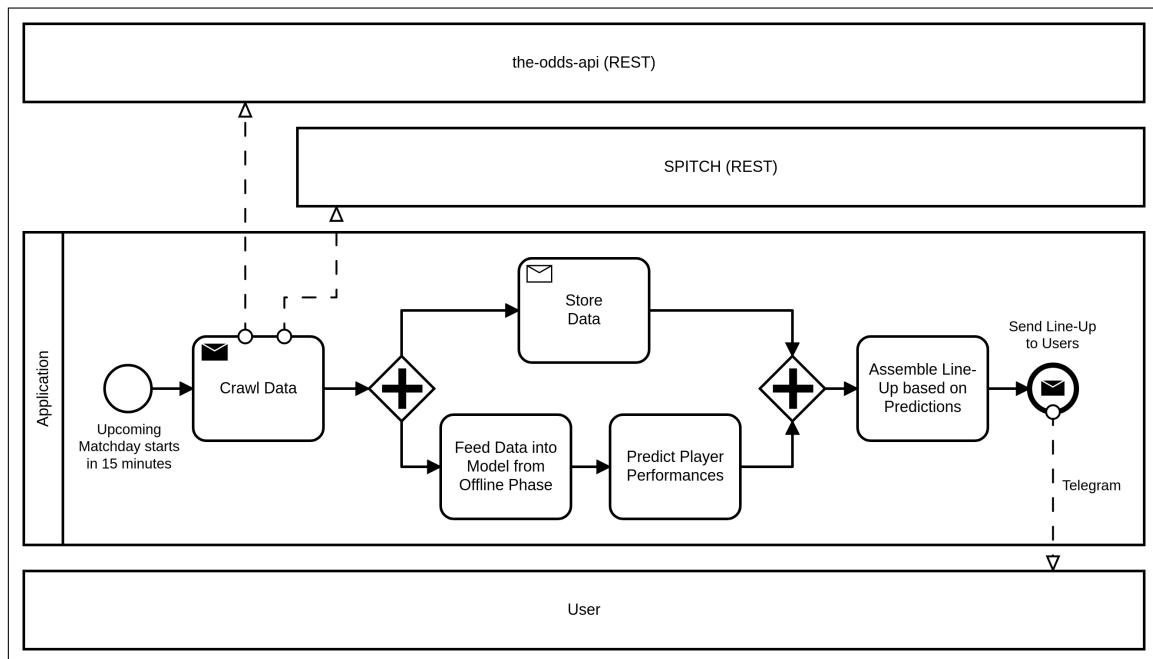 the-odds-api (REST)
SPITCH (REST)
Application
Upcoming
Matchday starts
in 15 minutes
Crawl Data
Store
Data
Feed Data into
Model from
Offline Phase
Predict Player
Performances
Assemble Line-
Up based on
Predictions
Send Line-Up
to Users
Telegram
User